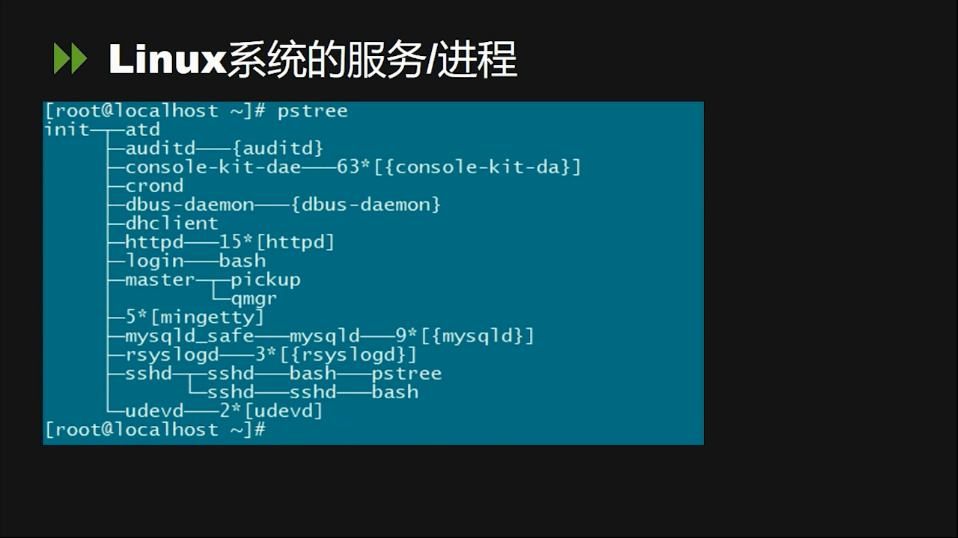 Linux系统的服务/进程
[root@localhost ~]# pstree
init─┬─atd
     ├─auditd───{auditd}
     ├─console-kit-dae───63*[{console-kit-da}]
     ├─crond
     ├─dbus-daemon───{dbus-daemon}
     ├─dhclient
     ├─httpd───15*[httpd]
     ├─login───bash
     ├─master─┬─pickup
     │        └─qmgr
     ├─5*[mingetty]
     ├─mysqld_safe───mysqld───9*[{mysqld}]
     ├─rsyslogd───3*[{rsyslogd}]
     ├─sshd─┬─sshd───bash───pstree
     │      └─sshd───sshd───bash
     └─udevd───2*[udevd]
[root@localhost ~]#